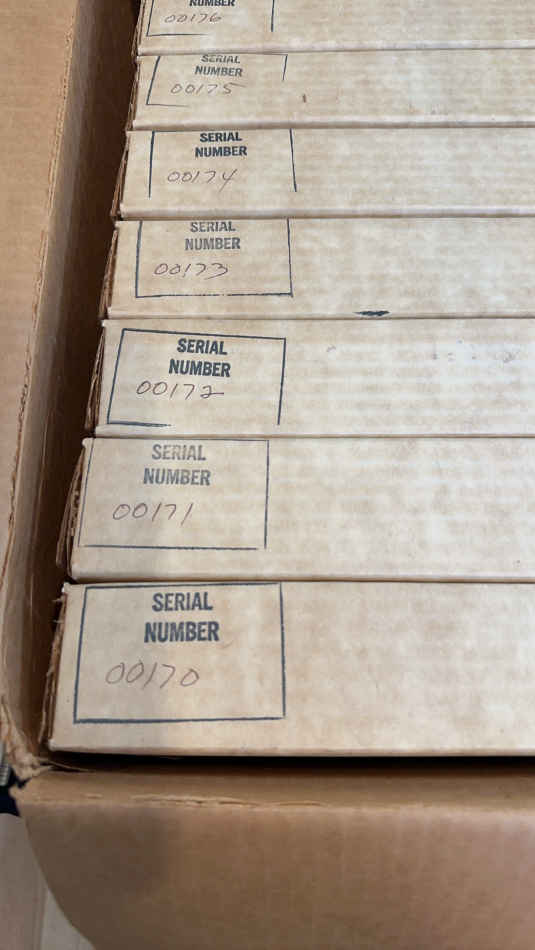 NUMBER
00176
SERIAL
NUMBER
00175
SERIAL
NUMBER
00174
SERIAL
NUMBER
00173
SERIAL
NUMBER
00172
SERIAL
NUMBER
00171
SERIAL
NUMBER
00170